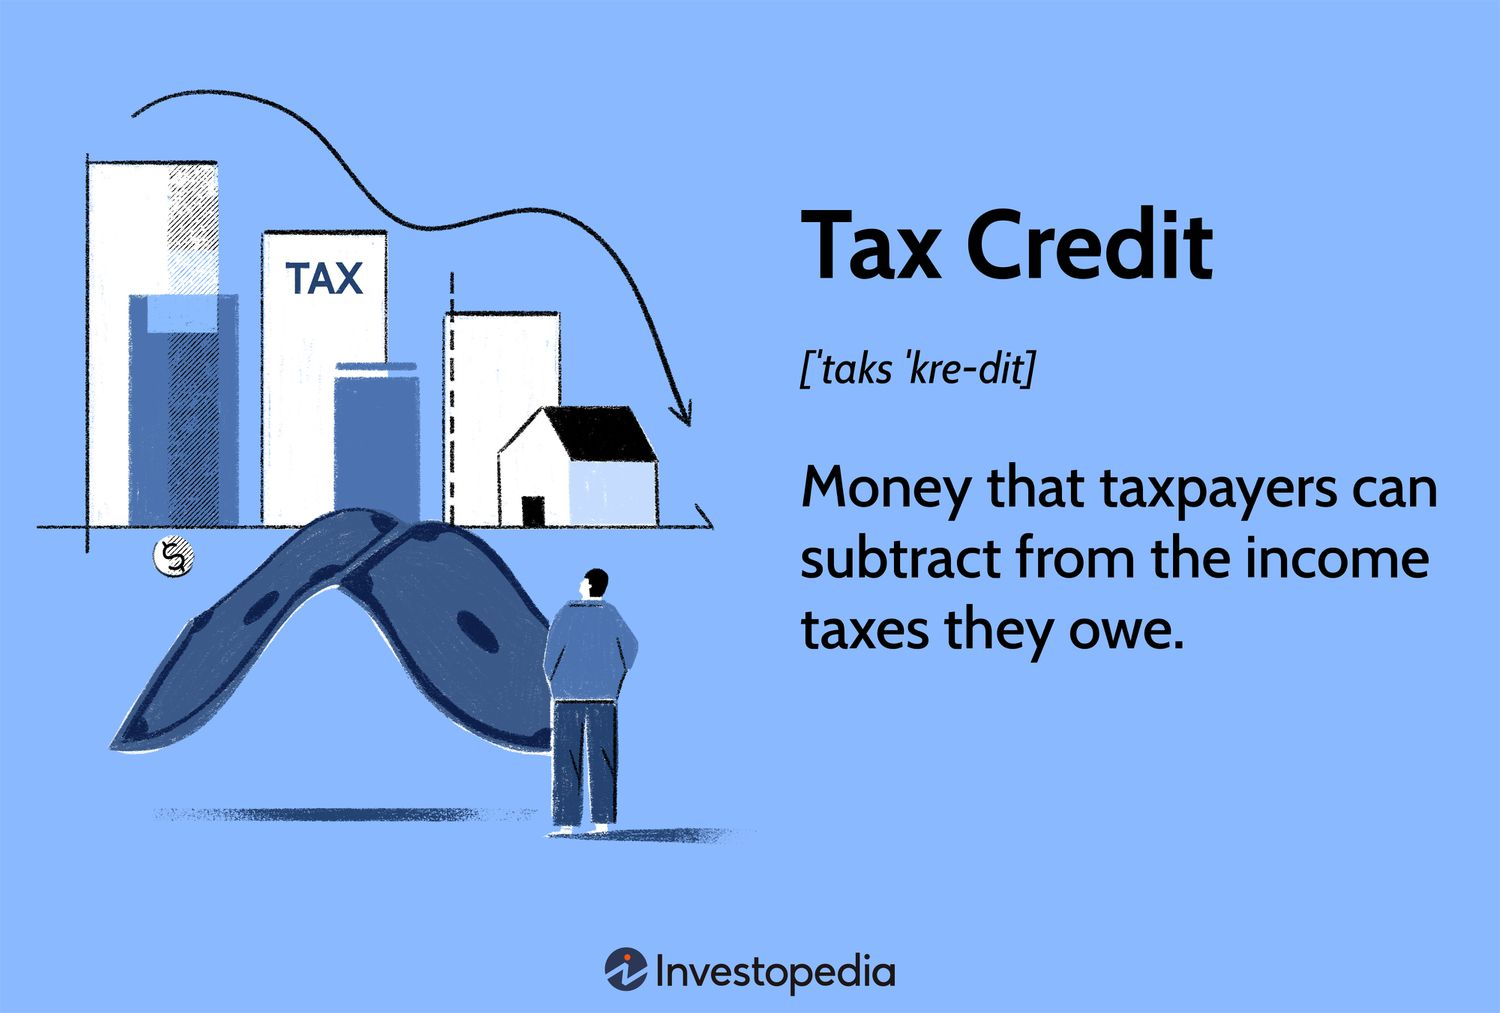 TAX
$
Tax Credit
['taks 'kre-dit]
Money that taxpayers can
subtract from the income
taxes they owe.
Investopedia